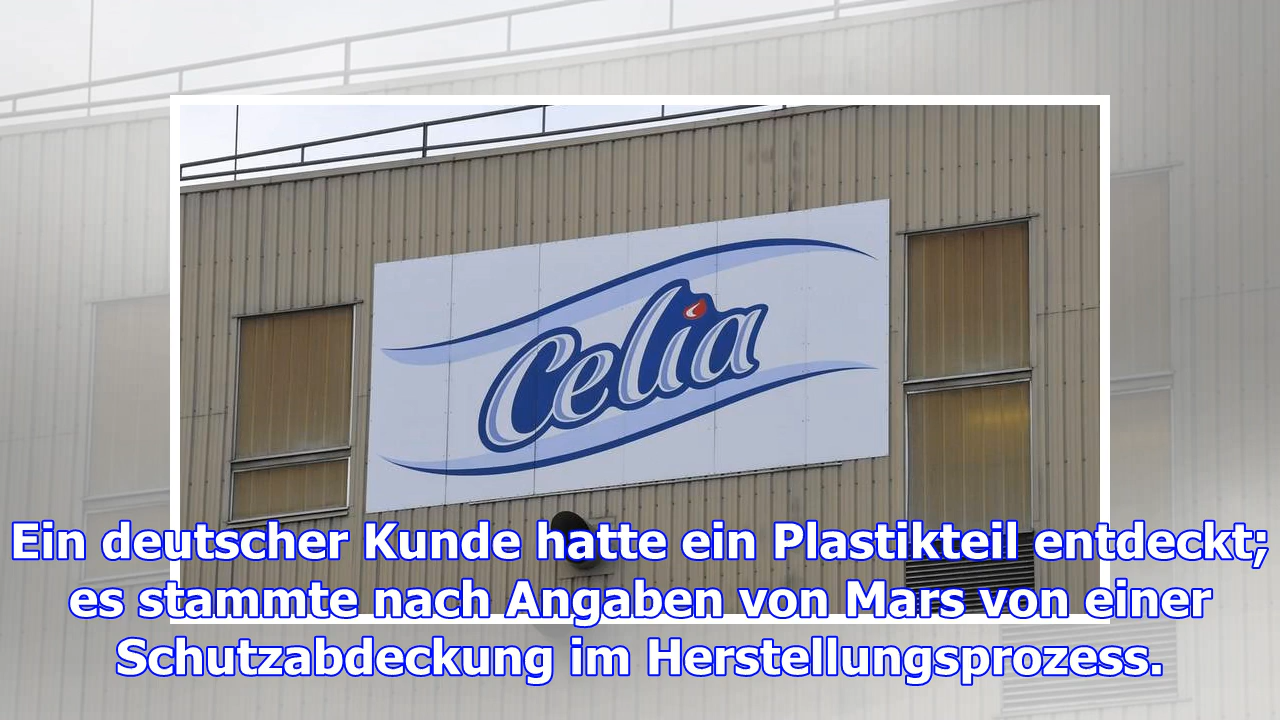 Celia
Ein deutscher Kunde hatte ein Plastikteil entdeckt;
es stammte nach Angaben von Mars von einer
Schutzabdeckung im Herstellungsprozess.